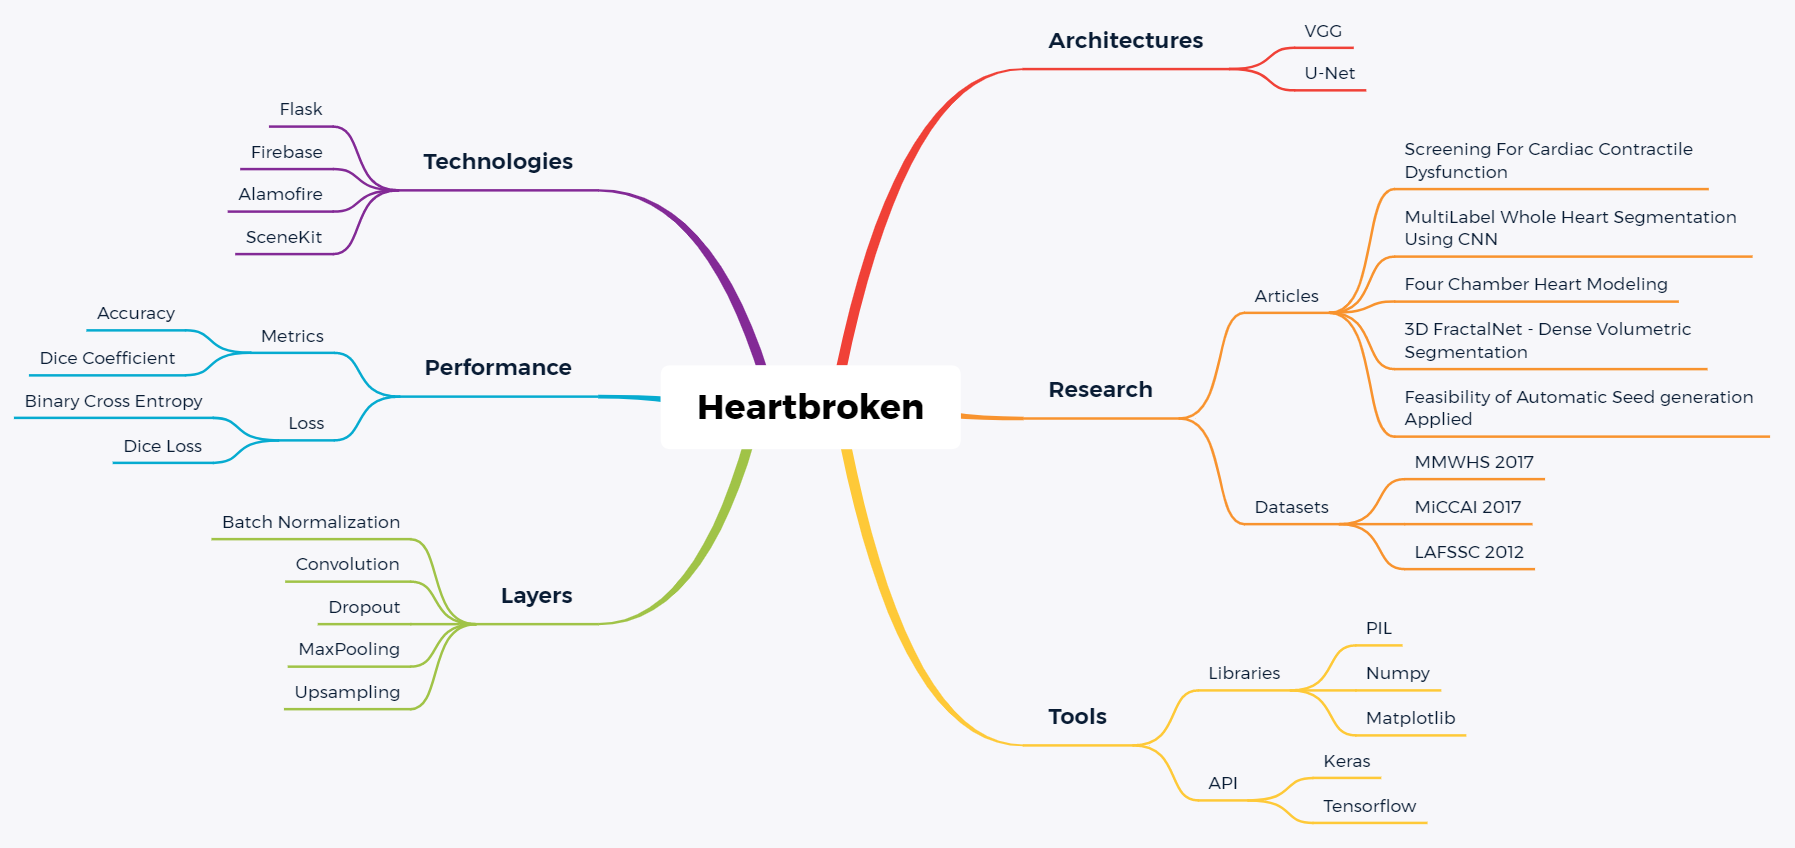 Heartbroken
Architectures
VGG
U-Net
Research
Articles
Screening For Cardiac Contractile
Dysfunction
MultiLabel Whole Heart Segmentation
Using CNN
Four Chamber Heart Modeling
3D FractalNet - Dense Volumetric
Segmentation
Feasibility of Automatic Seed generation
Applied
Datasets
MMWHS 2017
MiCCAI 2017
LAFSSC 2012
Tools
Libraries
PIL
Numpy
Matplotlib
API
Keras
Tensorflow
Technologies
Flask
Firebase
Alamofire
SceneKit
Performance
Metrics
Accuracy
Dice Coefficient
Loss
Binary Cross Entropy
Dice Loss
Layers
Batch Normalization
Convolution
Dropout
MaxPooling
Upsampling